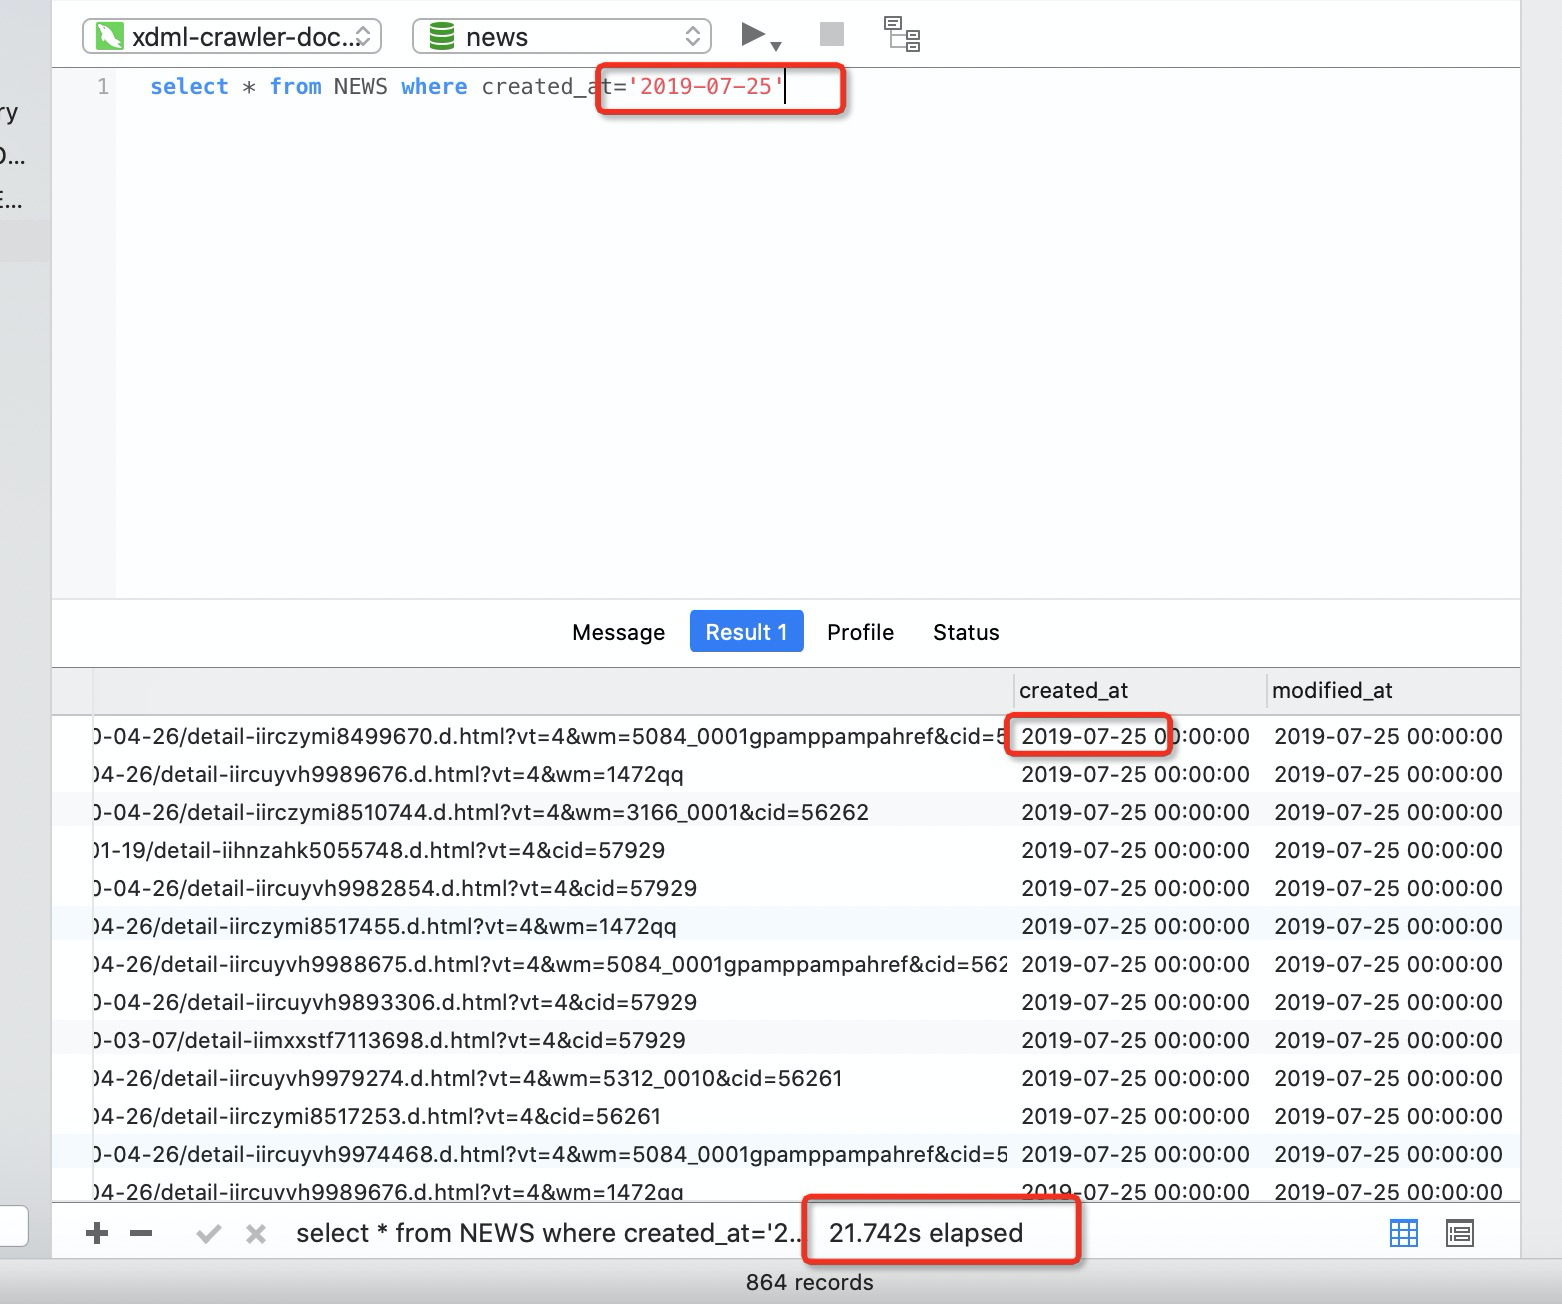 xdml-crawler-doc...
news
ry
1 select * from NEWS where created_at='2019-07-25'
...
...
Message Result 1 Profile Status
created_at modified_at
0-04-26/detail-iirczymi8499670.d.html?vt=4&wm=5084_0001gpamppampahref&cid=5 2019-07-25 00:00:00 2019-07-25 00:00:00
04-26/detail-iircuyvh9989676.d.html?vt=4&wm=1472qq 2019-07-25 00:00:00 2019-07-25 00:00:00
0-04-26/detail-iirczymi8510744.d.html?vt=4&wm=3166_0001&cid=56262 2019-07-25 00:00:00 2019-07-25 00:00:00
01-19/detail-iihnzahk5055748.d.html?vt=4&cid=57929 2019-07-25 00:00:00 2019-07-25 00:00:00
0-04-26/detail-iircuyvh9982854.d.html?vt=4&cid=57929 2019-07-25 00:00:00 2019-07-25 00:00:00
04-26/detail-iirczymi8517455.d.html?vt=4&wm=1472qq 2019-07-25 00:00:00 2019-07-25 00:00:00
04-26/detail-iircuyvh9988675.d.html?vt=4&wm=5084_0001gpamppampahref&cid=562 2019-07-25 00:00:00 2019-07-25 00:00:00
0-04-26/detail-iircuyvh9893306.d.html?vt=4&cid=57929 2019-07-25 00:00:00 2019-07-25 00:00:00
0-03-07/detail-iimxxstf7113698.d.html?vt=4&cid=57929 2019-07-25 00:00:00 2019-07-25 00:00:00
04-26/detail-iircuyvh9979274.d.html?vt=4&wm=5312_0010&cid=56261 2019-07-25 00:00:00 2019-07-25 00:00:00
04-26/detail-iirczymi8517253.d.html?vt=4&cid=56261 2019-07-25 00:00:00 2019-07-25 00:00:00
0-04-26/detail-iircuyvh9974468.d.html?vt=4&wm=5084_0001gpamppampahref&cid=5 2019-07-25 00:00:00 2019-07-25 00:00:00
04-26/detail-iircuyvh9989676.d.html?vt=4&wm=1472qq 2019-07-25 00:00:00 2019-07-25 00:00:00
select * from NEWS where created_at='2... 21.742s elapsed
864 records